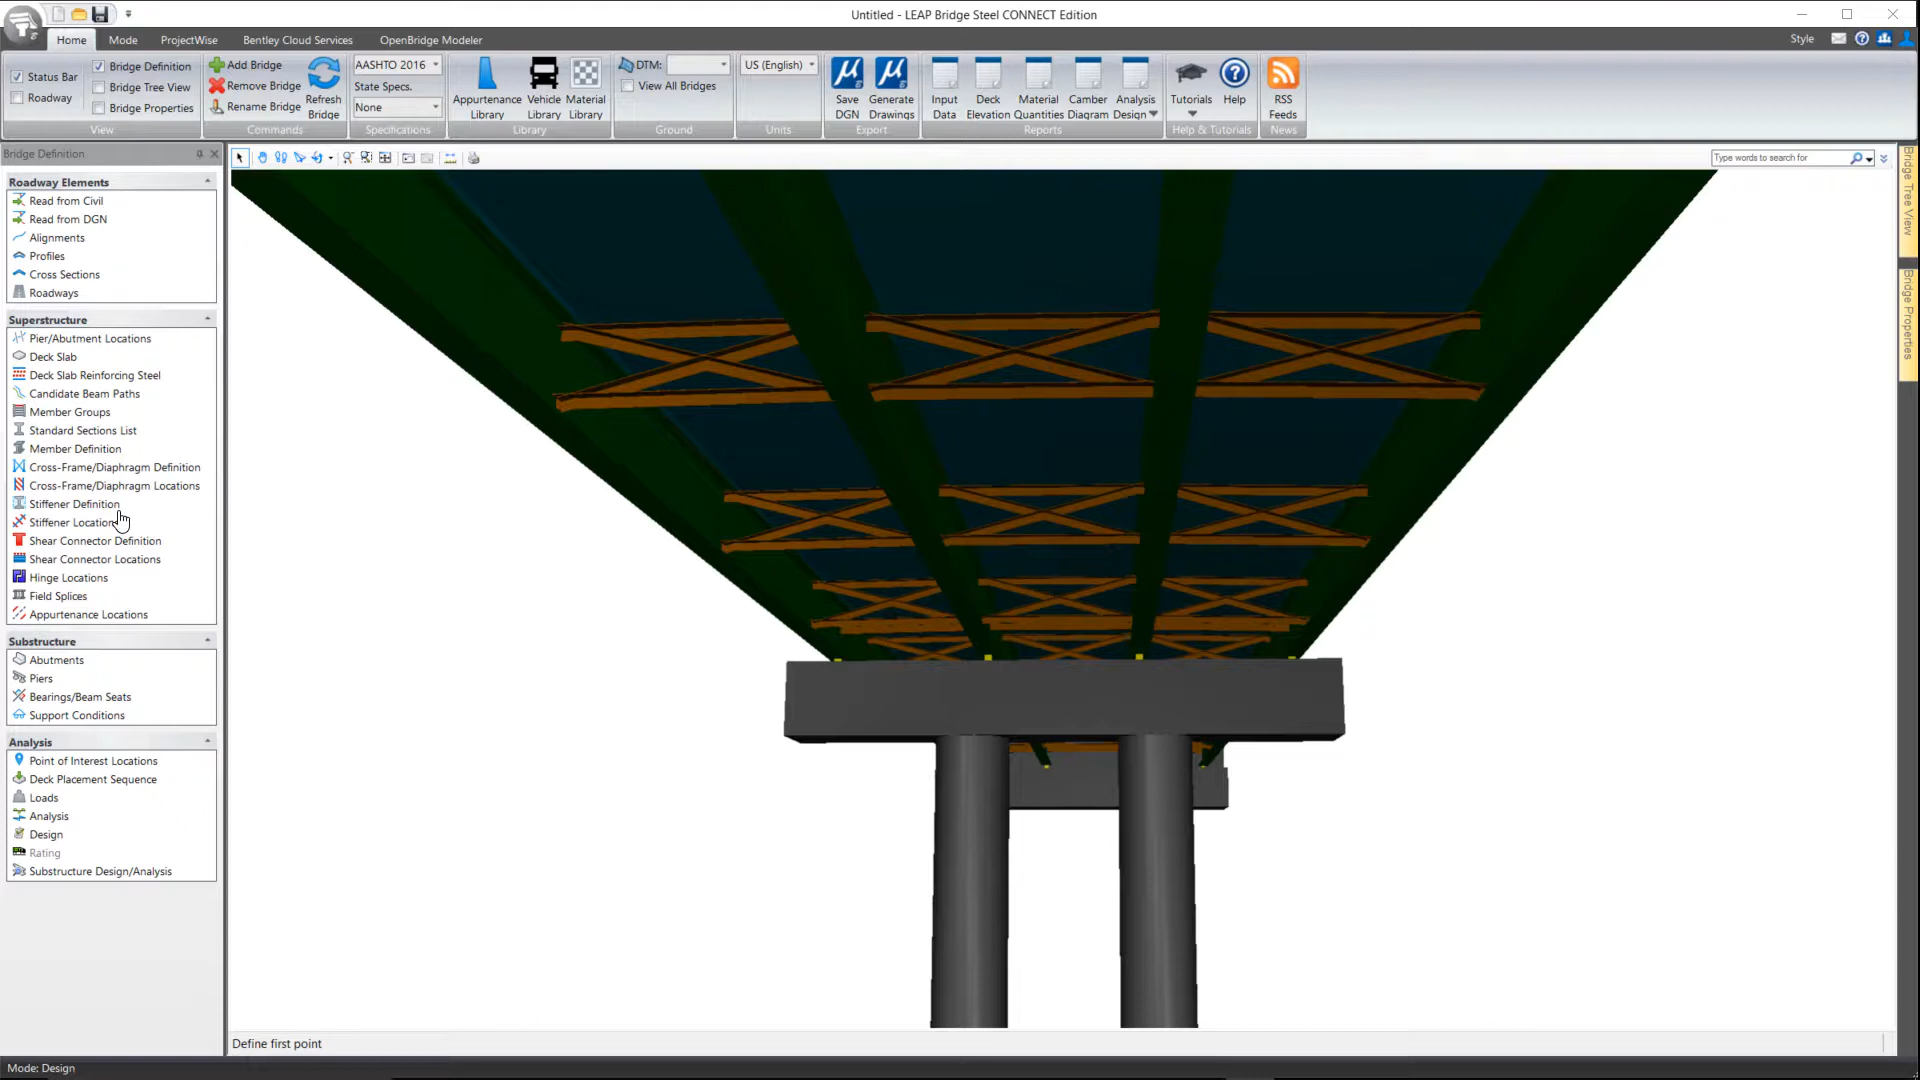 Untitled - LEAP Bridge Steel CONNECT Edition
Home Mode ProjectWise Bentley Cloud Services OpenBridge Modeler Style
Status Bar
Roadway
Bridge Definition
Bridge Tree View
Bridge Properties
View
Add Bridge
Remove Bridge
Rename Bridge
Refresh
Bridge
Commands
AASHTO 2016
State Specs.
None
Specifications
Appurtenance
Library
Vehicle
Library
Material
Library
Library
DTM:
View All Bridges
Ground
US (English)
Units
Save
DGN
Generate
Drawings
Export
Input
Data
Deck
Elevation
Material
Quantities
Camber
Diagram
Analysis
Design
Reports
Tutorials
Help
Help & Tutorials
RSS
Feeds
News
Bridge Definition
Type words to search for
Roadway Elements
Read from Civil
Read from DGN
Alignments
Profiles
Cross Sections
Roadways
Superstructure
Pier/Abutment Locations
Deck Slab
Deck Slab Reinforcing Steel
Candidate Beam Paths
Member Groups
Standard Sections List
Member Definition
Cross-Frame/Diaphragm Definition
Cross-Frame/Diaphragm Locations
Stiffener Definition
Stiffener Location
Shear Connector Definition
Shear Connector Locations
Hinge Locations
Field Splices
Appurtenance Locations
Substructure
Abutments
Piers
Bearings/Beam Seats
Support Conditions
Analysis
Point of Interest Locations
Deck Placement Sequence
Loads
Analysis
Design
Rating
Substructure Design/Analysis
Bridge Tree View
Bridge Properties
Define first point
Mode: Design